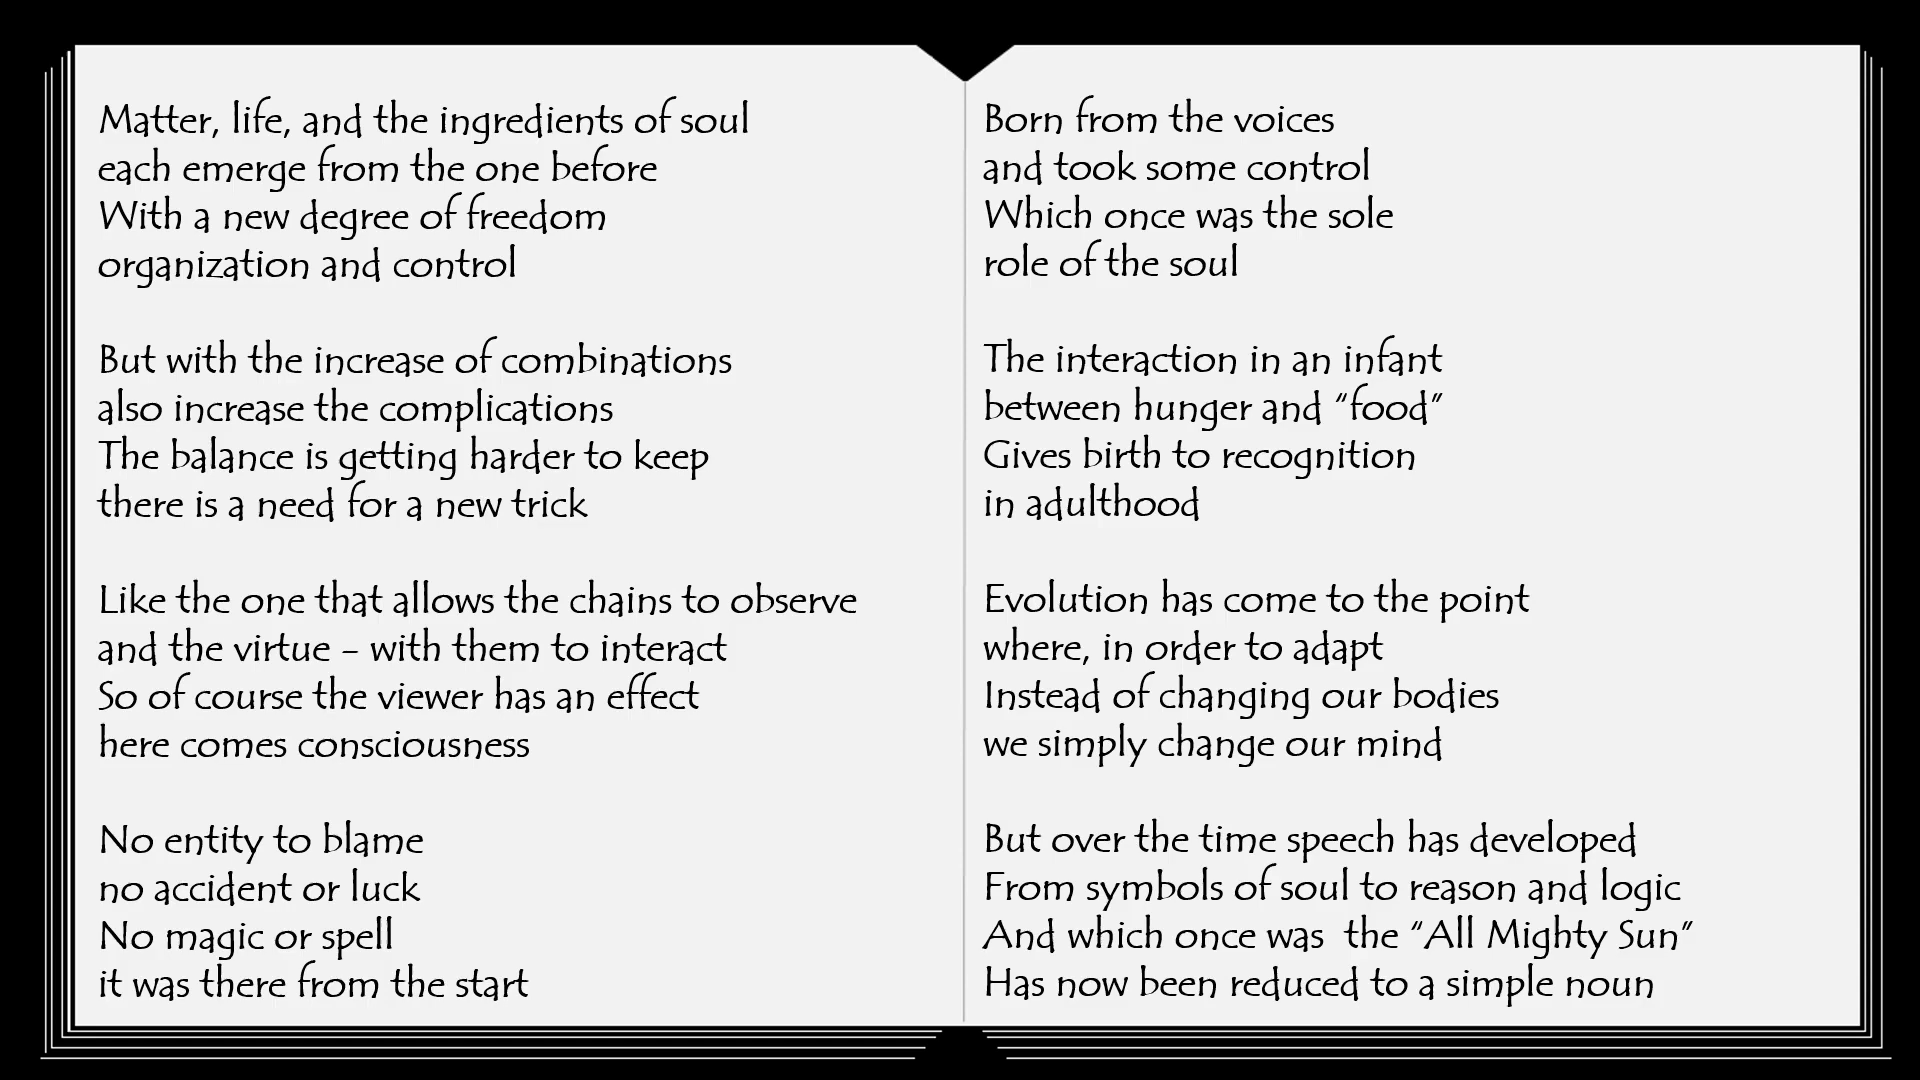 Matter, life, and the ingredients of soul
each emerge from the one before
With a new degree of freedom
organization and control
But with the increase of combinations
also increase the complications
The balance is getting harder to keep
there is a need for a new trick
Like the one that allows the chains to observe
and the virtue – with them to interact
So of course the viewer has an effect
here comes consciousness
No entity to blame
no accident or luck
No magic or spell
it was there from the start
Born from the voices
and took some control
Which once was the sole
role of the soul
The interaction in an infant
between hunger and “food”
Gives birth to recognition
in adulthood
Evolution has come to the point
where, in order to adapt
Instead of changing our bodies
we simply change our mind
But over the time speech has developed
From symbols of soul to reason and logic
And which once was  the “All Mighty Sun”
Has now been reduced to a simple noun